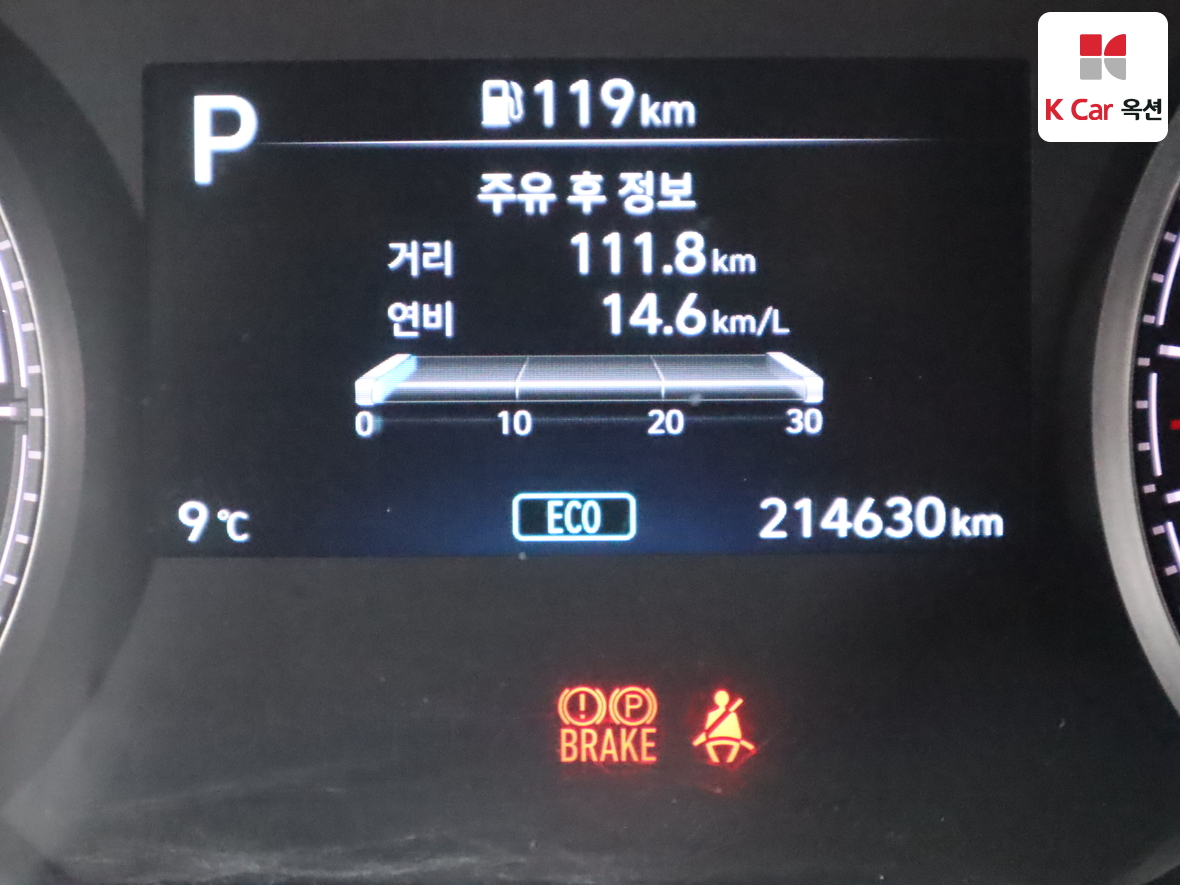 K Car 옥션
P
119km
주유 후 정보
거리 111.8km
연비 14.6km/L
0 10 20 30
9℃ ECO 214630km
! P
BRAKE